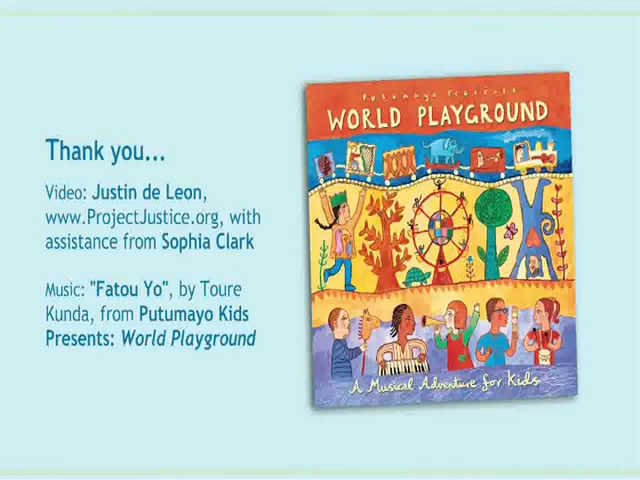 Thank you...
Video: Justin de Leon,
www.ProjectJustice.org, with
assistance from Sophia Clark
Music: "Fatou Yo", by Toure
Kunda, from Putumayo Kids
Presents: World Playground
Putumayo Presents
WORLD PLAYGROUND
A Musical Adventure for Kids